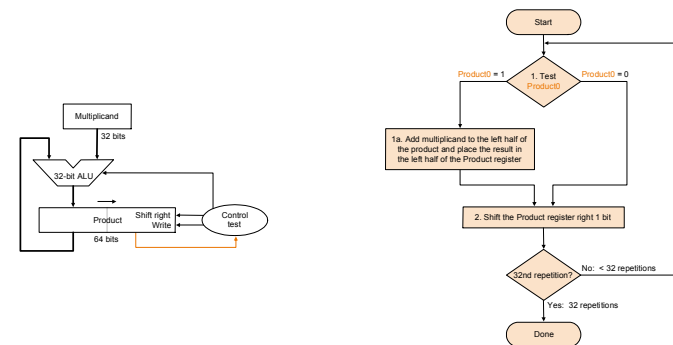 Multiplicand
32 bits
32-bit ALU
Product
Shift right
Write
64 bits
Control
test
Start
Product0 = 1
1. Test
Product0
Product0 = 0
1a. Add multiplicand to the left half of
the product and place the result in
the left half of the Product register
2. Shift the Product register right 1 bit
32nd repetition?
No: < 32 repetitions
Yes: 32 repetitions
Done